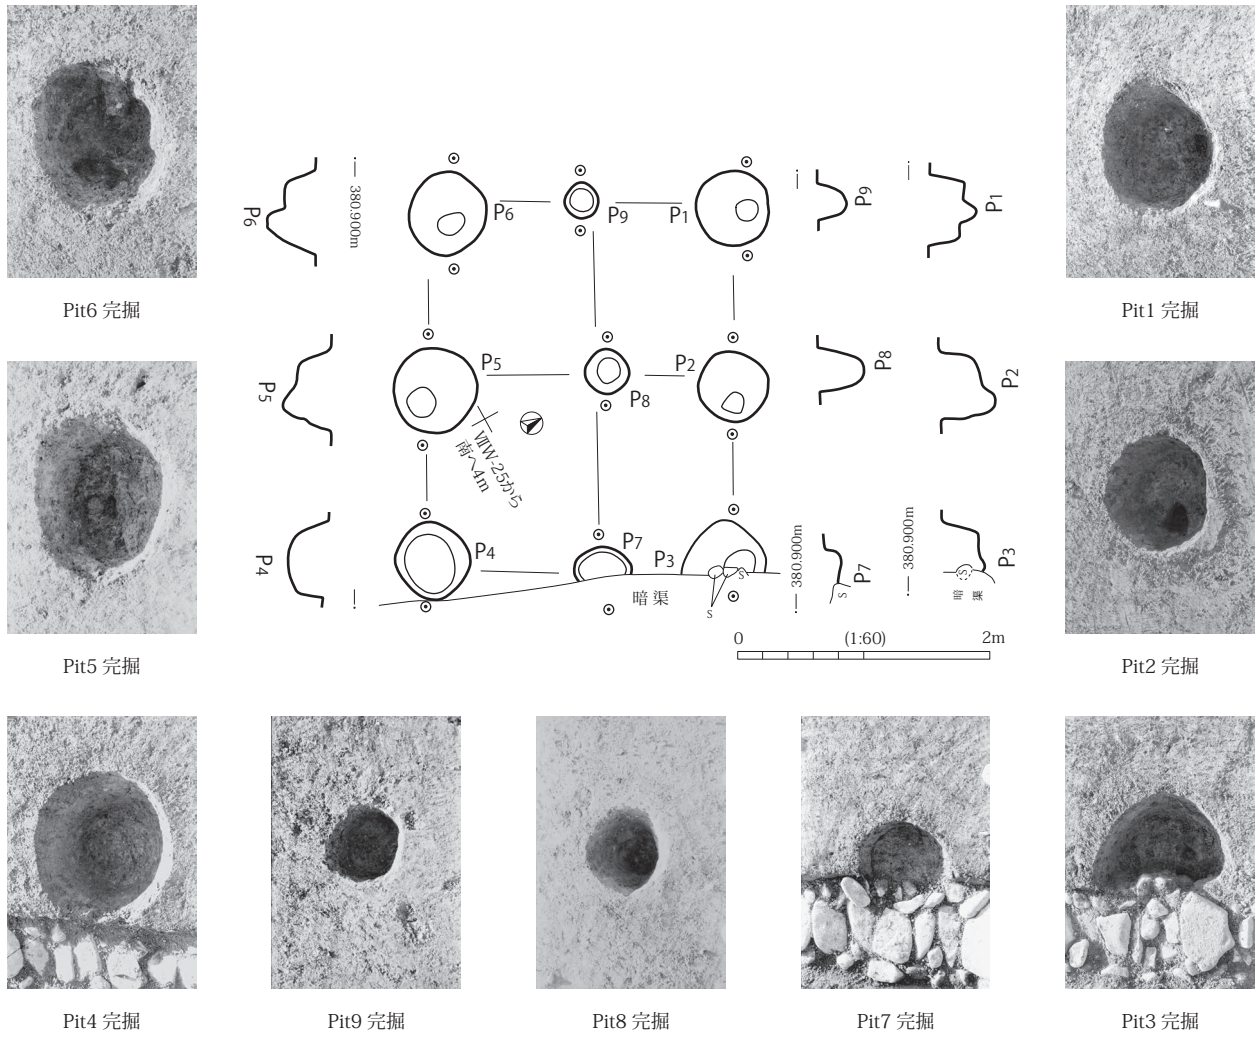 P6
380.900m
P6
P9
P1
P9
P1
Pit6 完掘
Pit1 完掘
P5
P5
P2
P8
P8
P2
ⅦW-25から
南へ4m
P4
P4
P7
P3
380.900m
P7
380.900m
P3
S
S
S
S
暗渠
暗渠
0
(1:60)
2m
Pit5 完掘
Pit2 完掘
Pit4 完掘
Pit9 完掘
Pit8 完掘
Pit7 完掘
Pit3 完掘